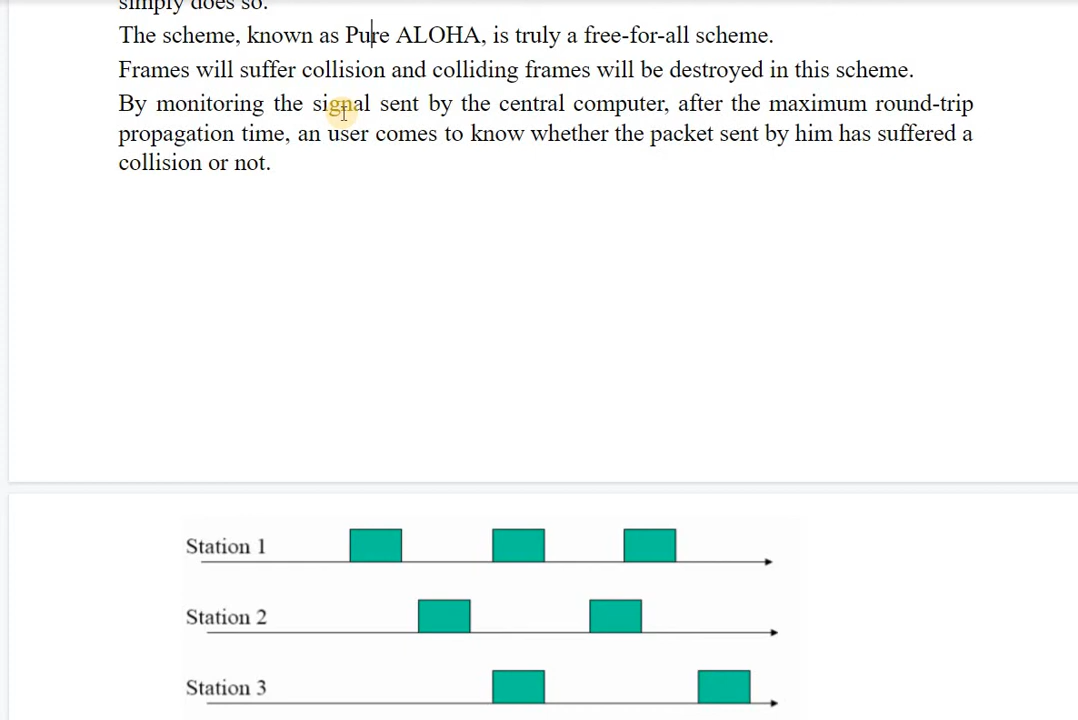 simply does so.
The scheme, known as Pure ALOHA, is truly a free-for-all scheme.
Frames will suffer collision and colliding frames will be destroyed in this scheme.
By monitoring the signal sent by the central computer, after the maximum round-trip
propagation time, an user comes to know whether the packet sent by him has suffered a
collision or not.
Station 1
Station 2
Station 3